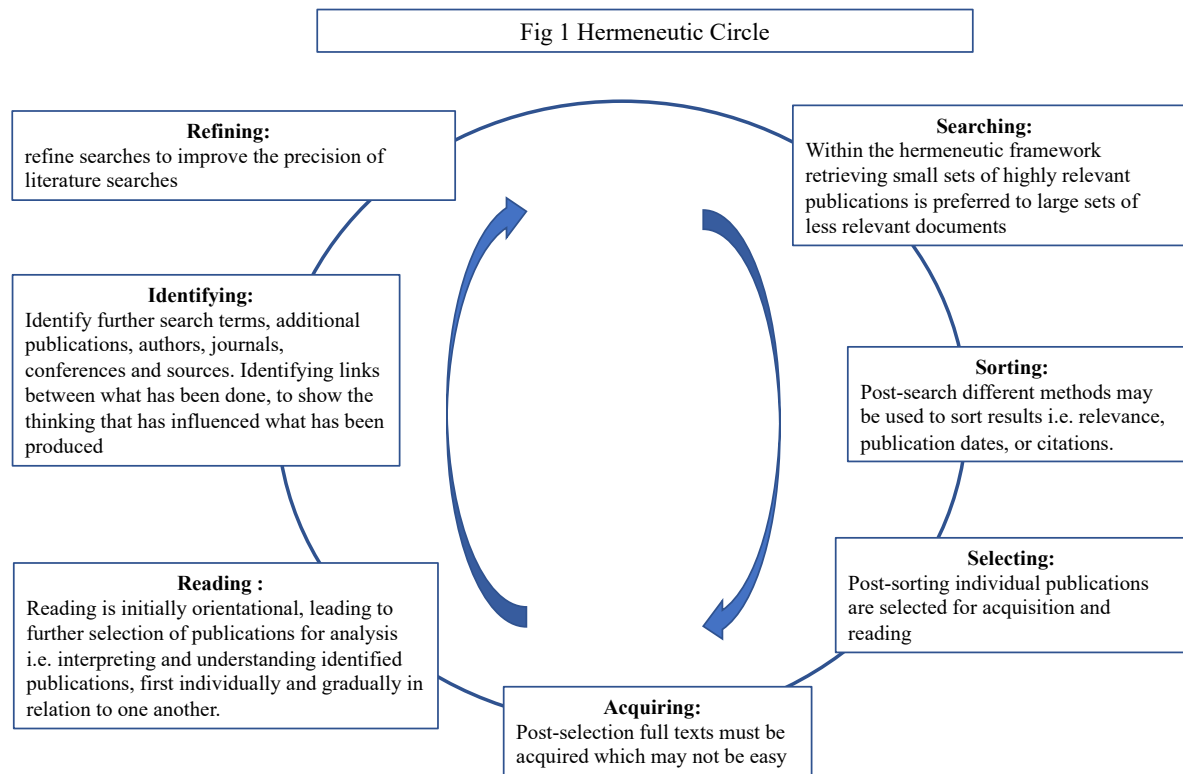 Fig 1 Hermeneutic Circle
Refining:
refine searches to improve the precision of
literature searches
Searching:
Within the hermeneutic framework
retrieving small sets of highly relevant
publications is preferred to large sets of
less relevant documents
Identifying:
Identify further search terms, additional
publications, authors, journals,
conferences and sources. Identifying links
between what has been done, to show the
thinking that has influenced what has been
produced
Sorting:
Post-search different methods may
be used to sort results i.e. relevance,
publication dates, or citations.
Reading :
Reading is initially orientational, leading to
further selection of publications for analysis
i.e. interpreting and understanding identified
publications, first individually and gradually in
relation to one another.
Selecting:
Post-sorting individual publications
are selected for acquisition and
reading
Acquiring:
Post-selection full texts must be
acquired which may not be easy